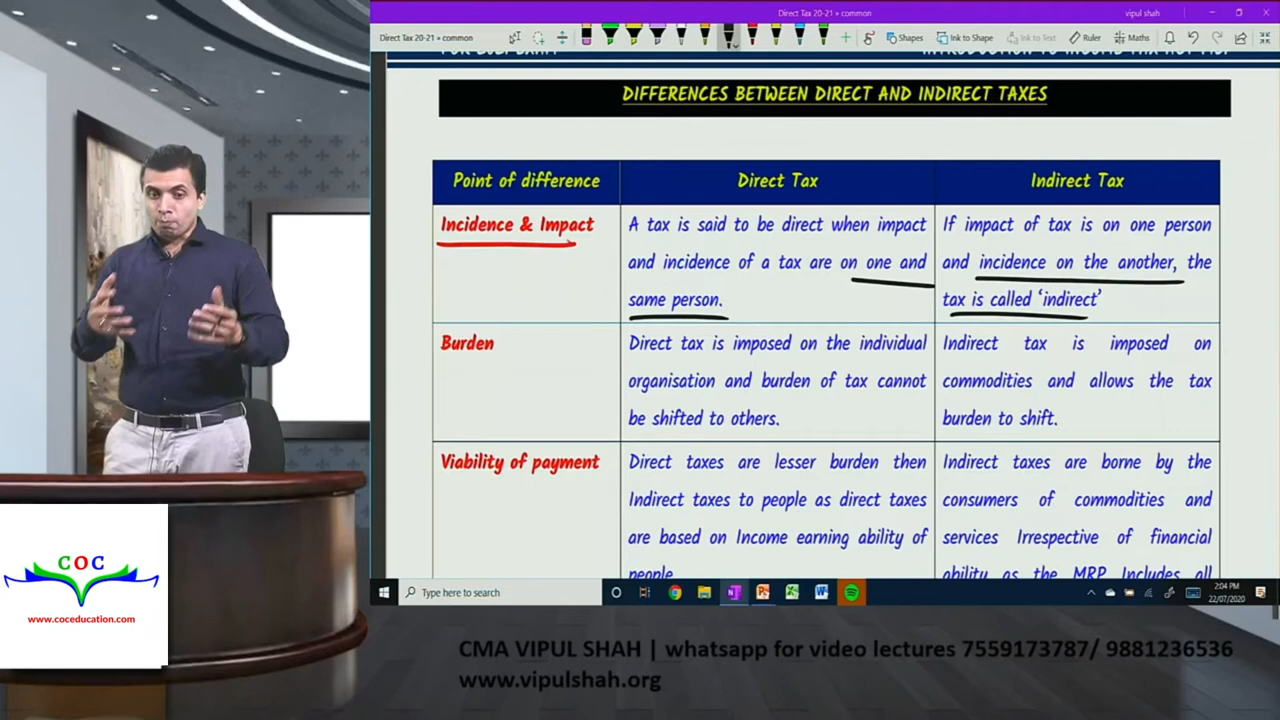 Direct Tax 20-21 » common
vipul shah
Direct Tax 20-21 » common
Shapes
Ink to Shape
Ink to Text
Ruler
Maths
DIFFERENCES BETWEEN DIRECT AND INDIRECT TAXES
Point of difference
Direct Tax
Indirect Tax
Incidence & Impact
A tax is said to be direct when impact
and incidence of a tax are on one and
same person.
If impact of tax is on one person
and incidence on the another, the
tax is called ‘indirect’
Burden
Direct tax is imposed on the individual
organisation and burden of tax cannot
be shifted to others.
Indirect tax is imposed on
commodities and allows the tax
burden to shift.
Viability of payment
Direct taxes are lesser burden then
Indirect taxes to people as direct taxes
are based on Income earning ability of
people
Indirect taxes are borne by the
consumers of commodities and
services Irrespective of financial
ability as the MRP Includes all
Type here to search
2:04 PM
22/07/2020
COC
www.coceducation.com
CMA VIPUL SHAH | whatsapp for video lectures 7559173787/ 9881236536
www.vipulshah.org